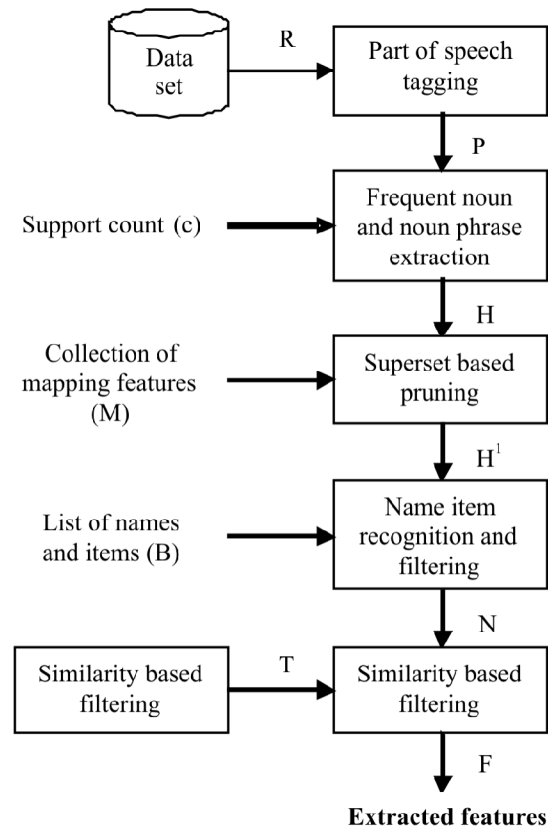 Data
set
R
Part of speech
tagging
P
Support count (c)
Frequent noun
and noun phrase
extraction
H
Collection of
mapping features
(M)
Superset based
pruning
H¹
List of names
and items (B)
Name item
recognition and
filtering
N
Similarity based
filtering
T
Similarity based
filtering
F
Extracted features